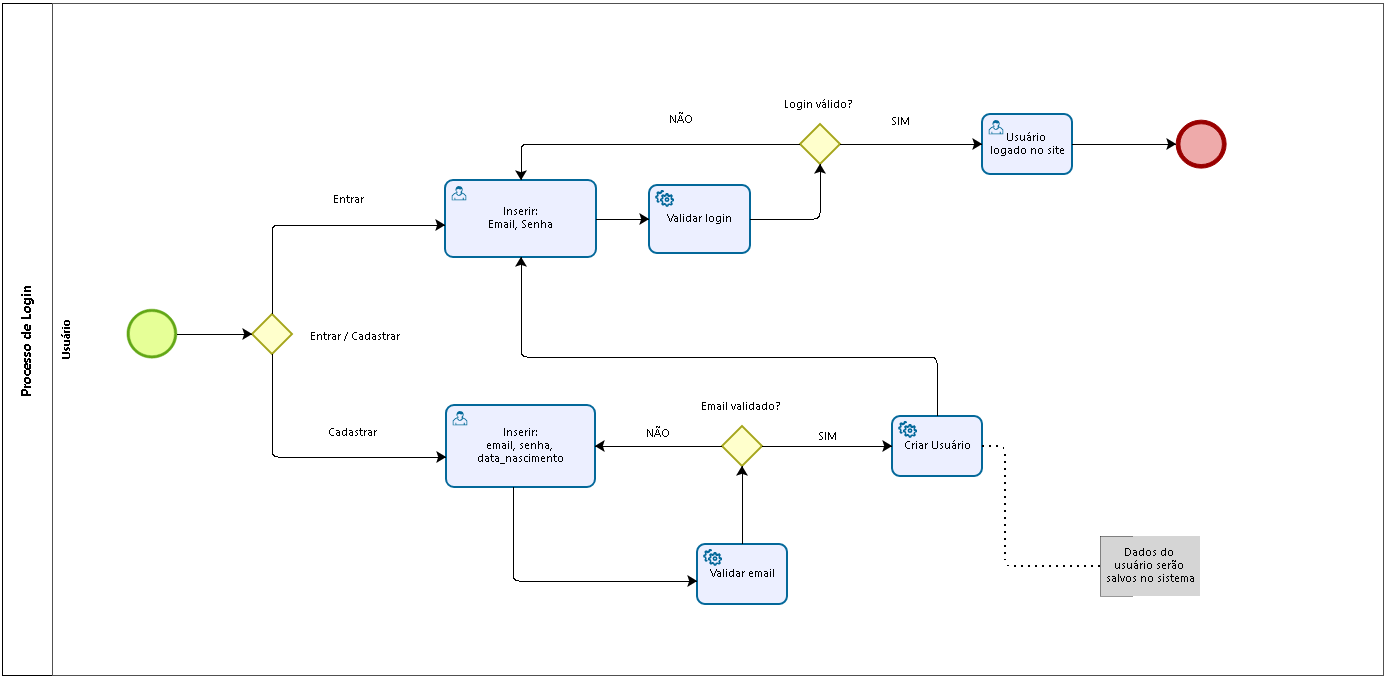 Processo de Login
Usuário
Login válido?
NÃO
SIM
Usuário
logado no site
Entrar
Inserir:
Email, Senha
Validar login
Entrar / Cadastrar
Cadastrar
Inserir:
email, senha,
data_nascimento
Email validado?
NÃO
SIM
Criar Usuário
Validar email
Dados do
usuário serão
salvos no sistema